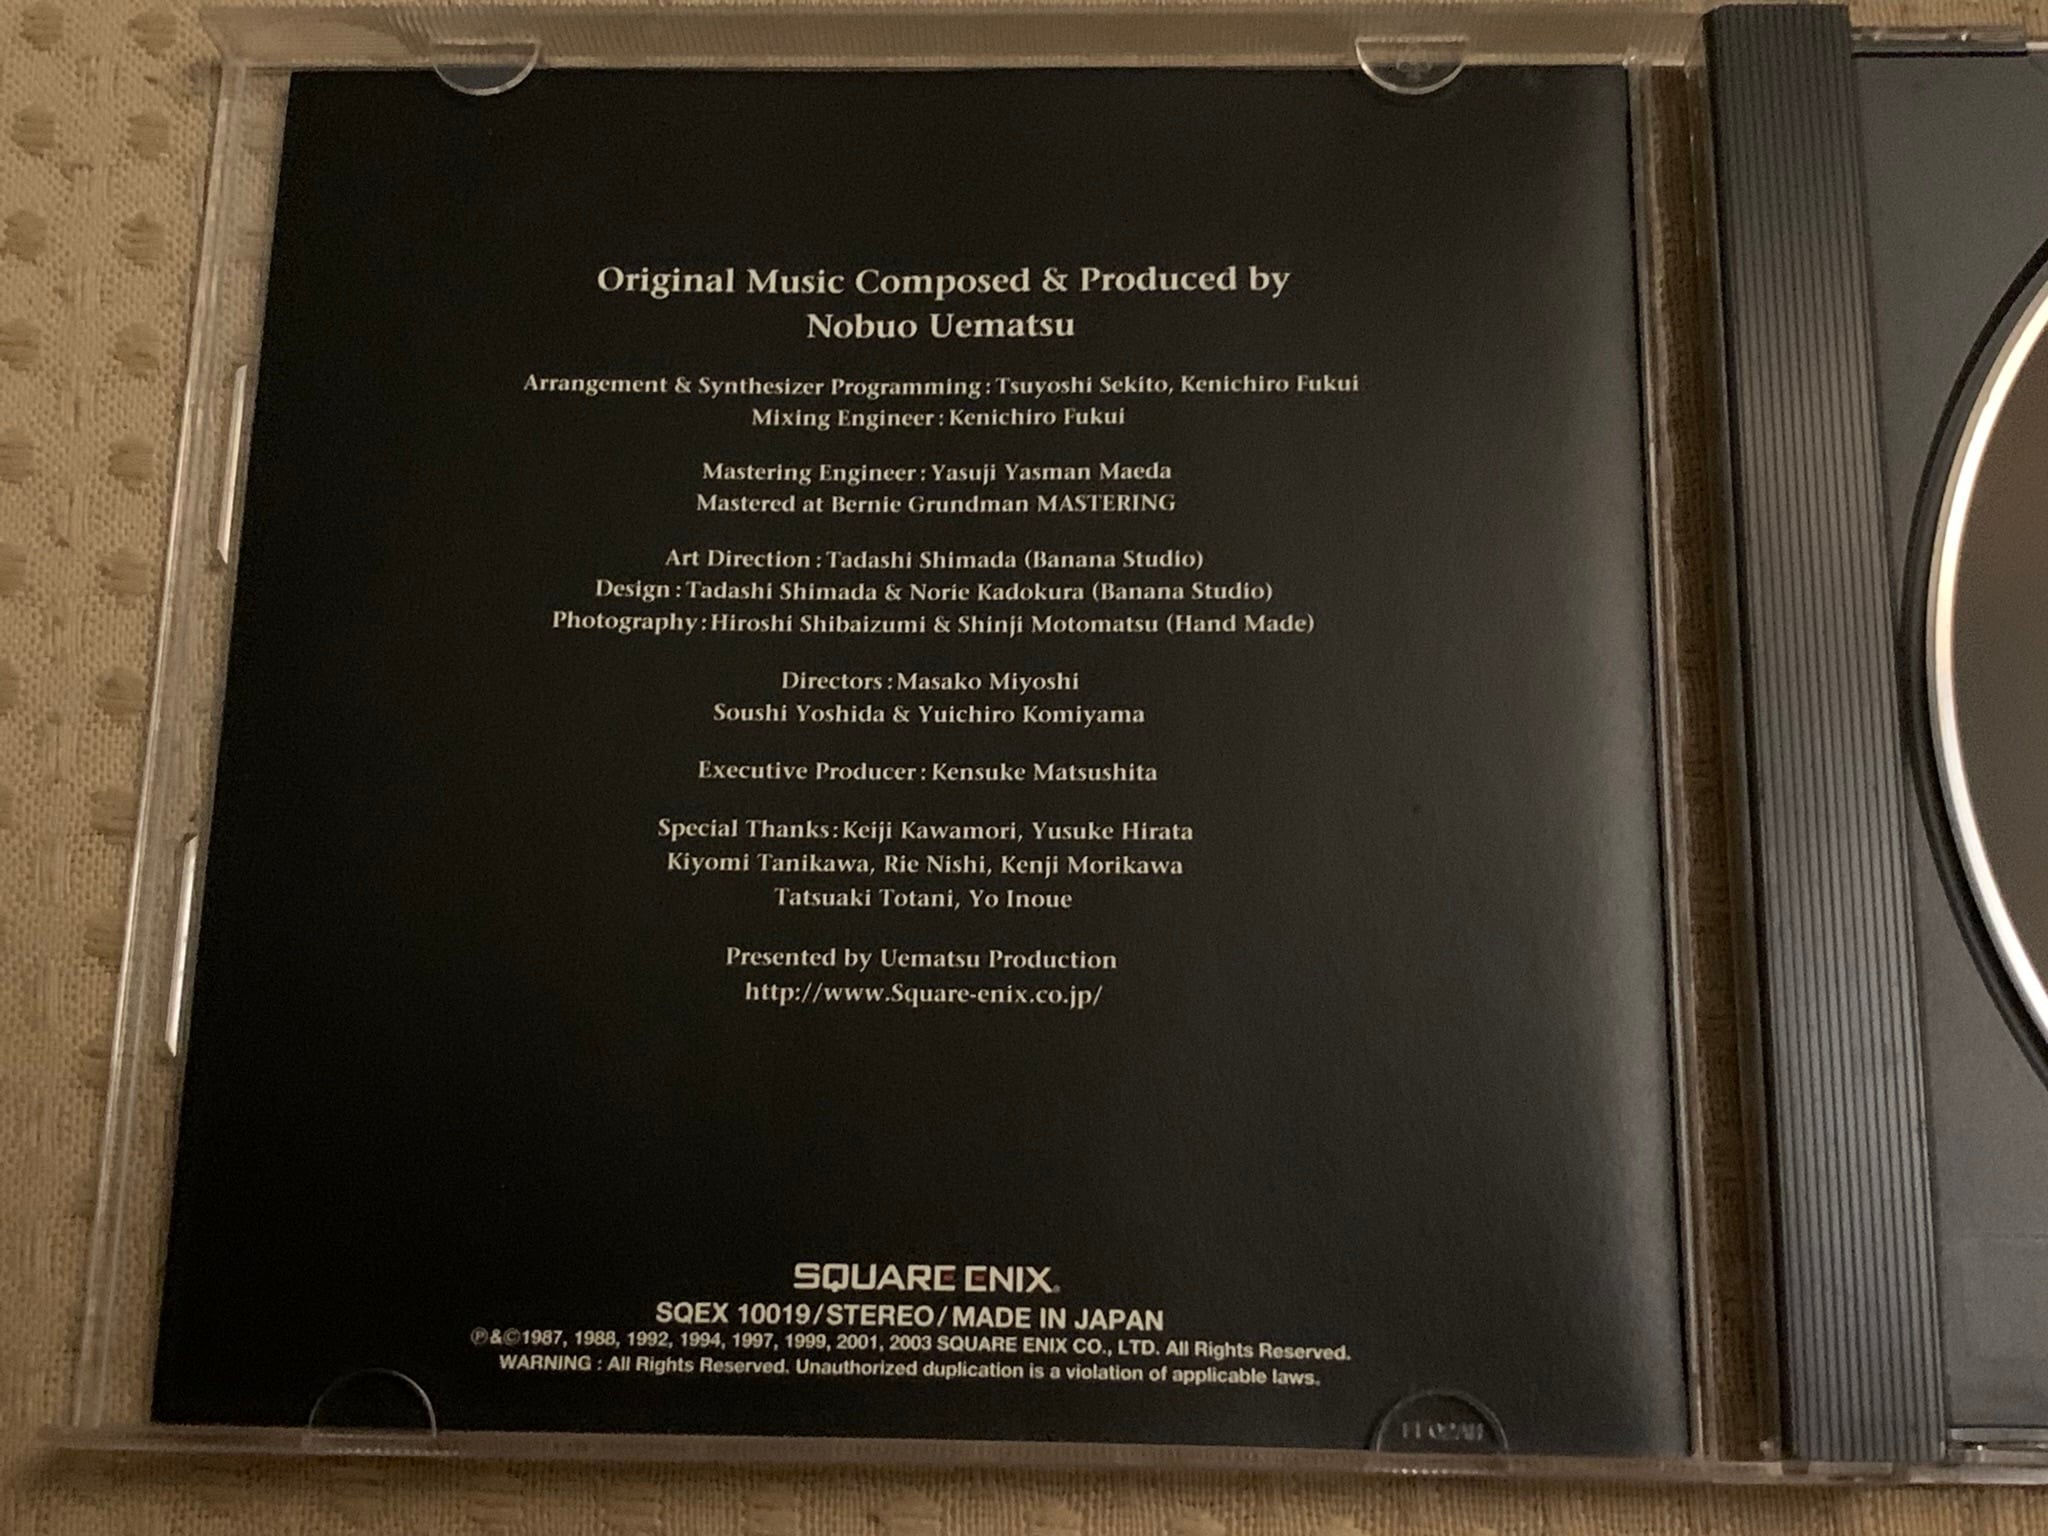 Original Music Composed & Produced by
Nobuo Uematsu
Arrangement & Synthesizer Programming : Tsuyoshi Sekito, Kenichiro Fukui
Mixing Engineer : Kenichiro Fukui
Mastering Engineer : Yasuji Yasman Maeda
Mastered at Bernie Grundman MASTERING
Art Direction : Tadashi Shimada (Banana Studio)
Design : Tadashi Shimada & Norie Kadokura (Banana Studio)
Photography : Hiroshi Shibaizumi & Shinji Motomatsu (Hand Made)
Directors : Masako Miyoshi
Soushi Yoshida & Yuichiro Komiyama
Executive Producer : Kensuke Matsushita
Special Thanks : Keiji Kawamori, Yusuke Hirata
Kiyomi Tanikawa, Rie Nishi, Kenji Morikawa
Tatsuaki Totani, Yo Inoue
Presented by Uematsu Production
http://www.Square-enix.co.jp/
SQUARE ENIX.
SQEX 10019/STEREO/MADE IN JAPAN
℗&©1987, 1988, 1992, 1994, 1997, 1999, 2001, 2003 SQUARE ENIX CO., LTD. All Rights Reserved.
WARNING : All Rights Reserved. Unauthorized duplication is a violation of applicable laws.